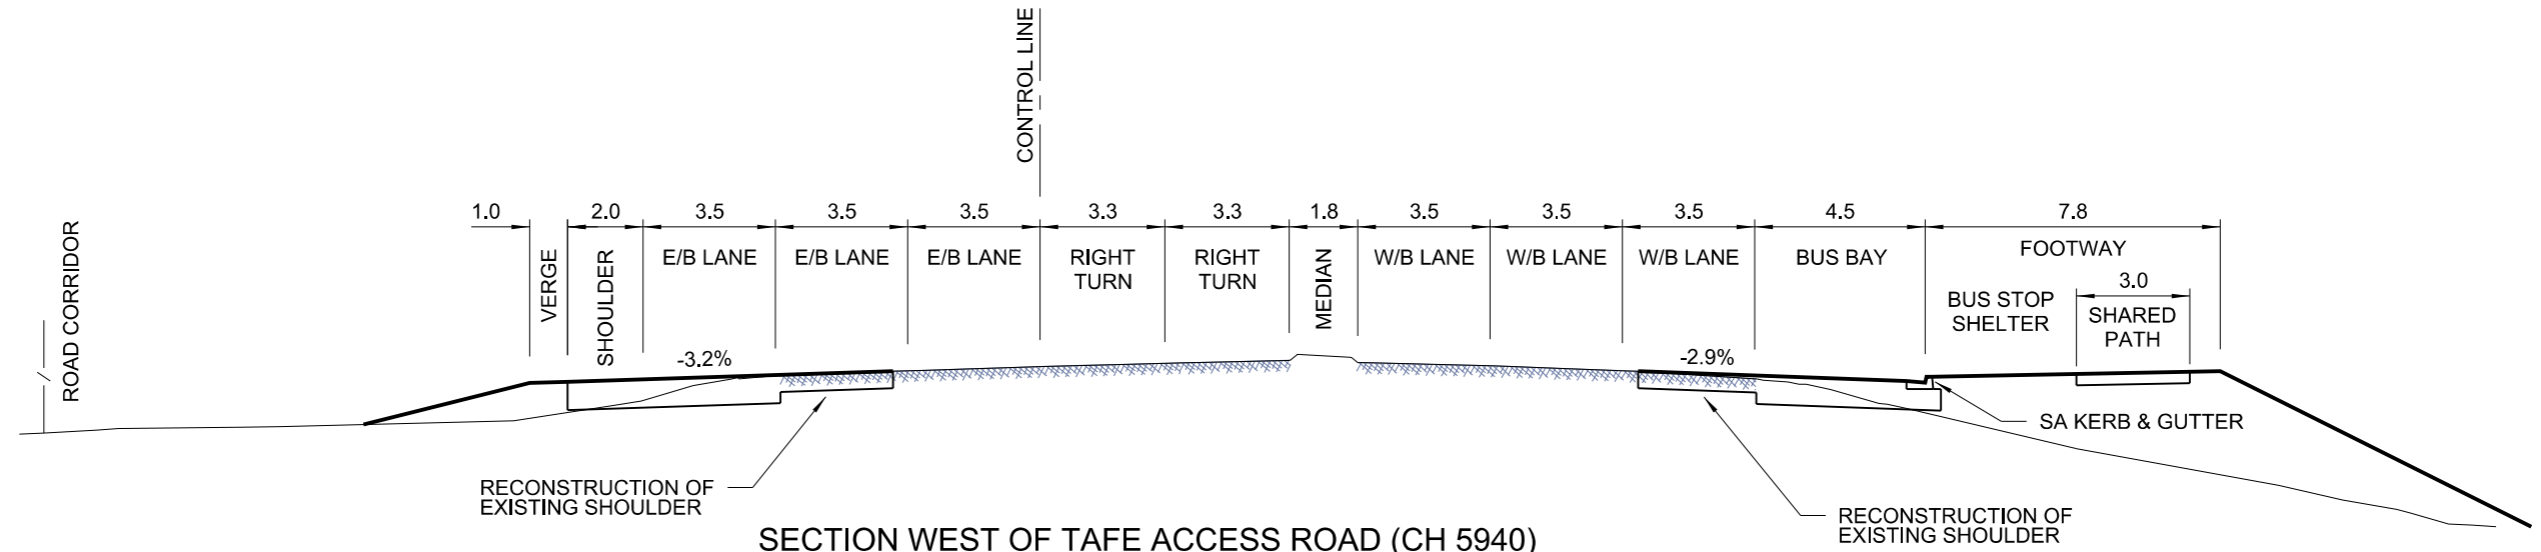 CONTROL LINE
ROAD CORRIDOR
1.0
2.0
3.5
3.5
3.5
3.3
3.3
1.8
3.5
3.5
3.5
4.5
7.8
VERGE
SHOULDER
E/B LANE
E/B LANE
E/B LANE
RIGHT
TURN
RIGHT
TURN
MEDIAN
W/B LANE
W/B LANE
W/B LANE
BUS BAY
FOOTWAY
BUS STOP
SHELTER
3.0
SHARED
PATH
-3.2%
-2.9%
SA KERB & GUTTER
RECONSTRUCTION OF
EXISTING SHOULDER
RECONSTRUCTION OF
EXISTING SHOULDER
SECTION WEST OF TAFE ACCESS ROAD (CH 5940)